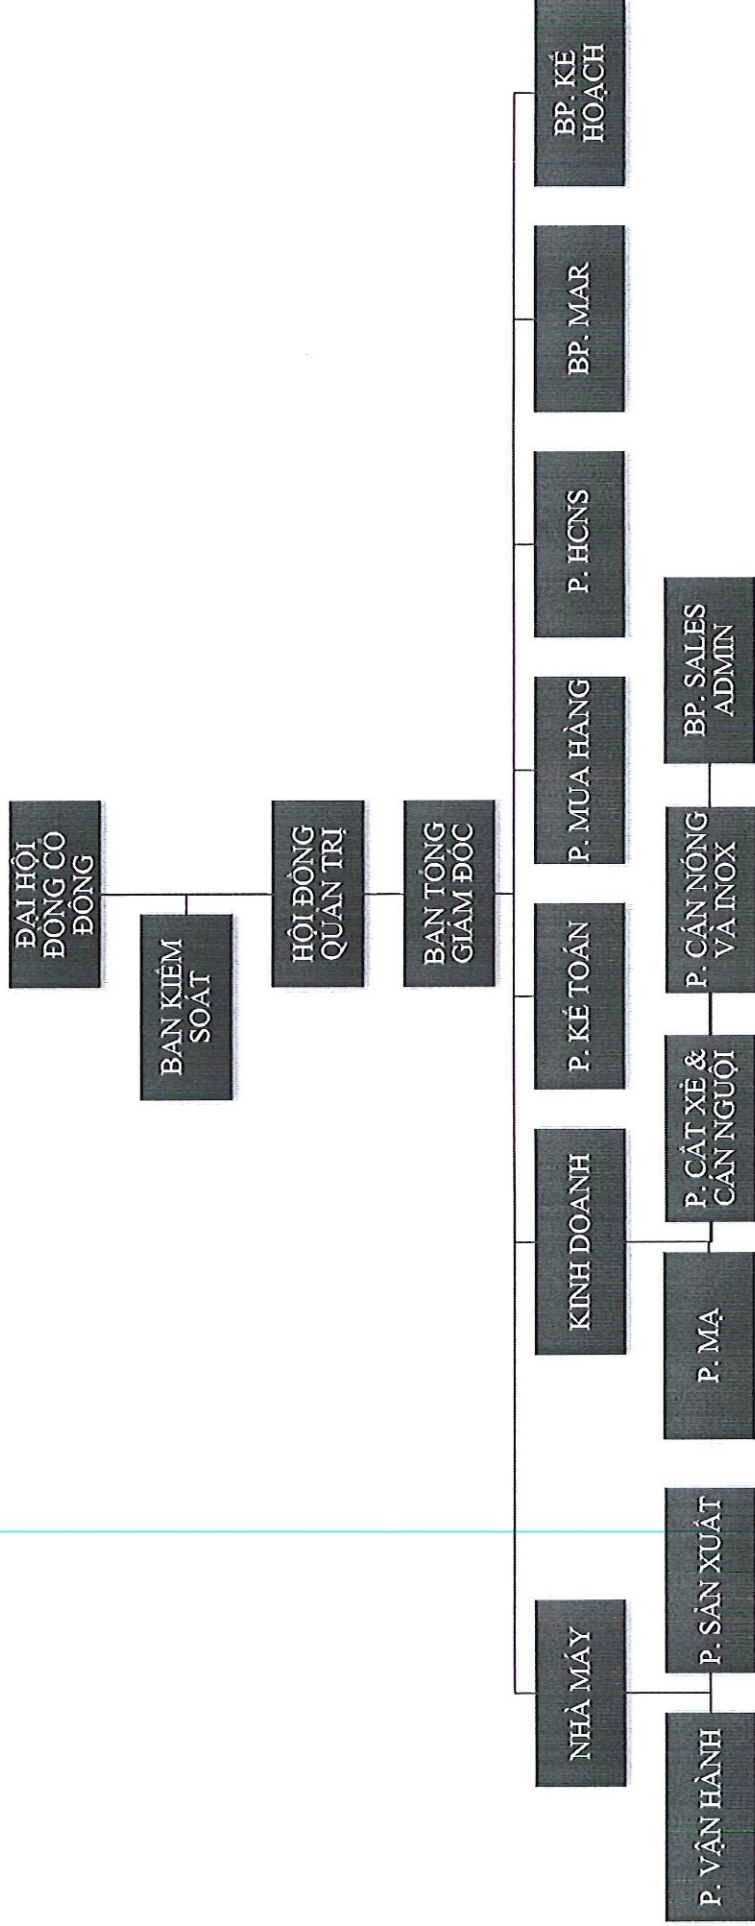 ĐẠI HỘI
ĐỒNG CỔ
ĐÔNG
BAN KIỂM
SOÁT
HỘI ĐỒNG
QUẢN TRỊ
BAN TỔNG
GIÁM ĐỐC
NHÀ MÁY
KINH DOANH
P. KẾ TOÁN
P. MUA HÀNG
P. HCNS
BP. MAR
BP. KẾ
HOẠCH
P. VẬN HÀNH
P. SẢN XUẤT
P. MẠ
P. CẮT XẺ &
CÁN NGUỘI
P. CÁN NÓNG
VÀ INOX
BP. SALES
ADMIN